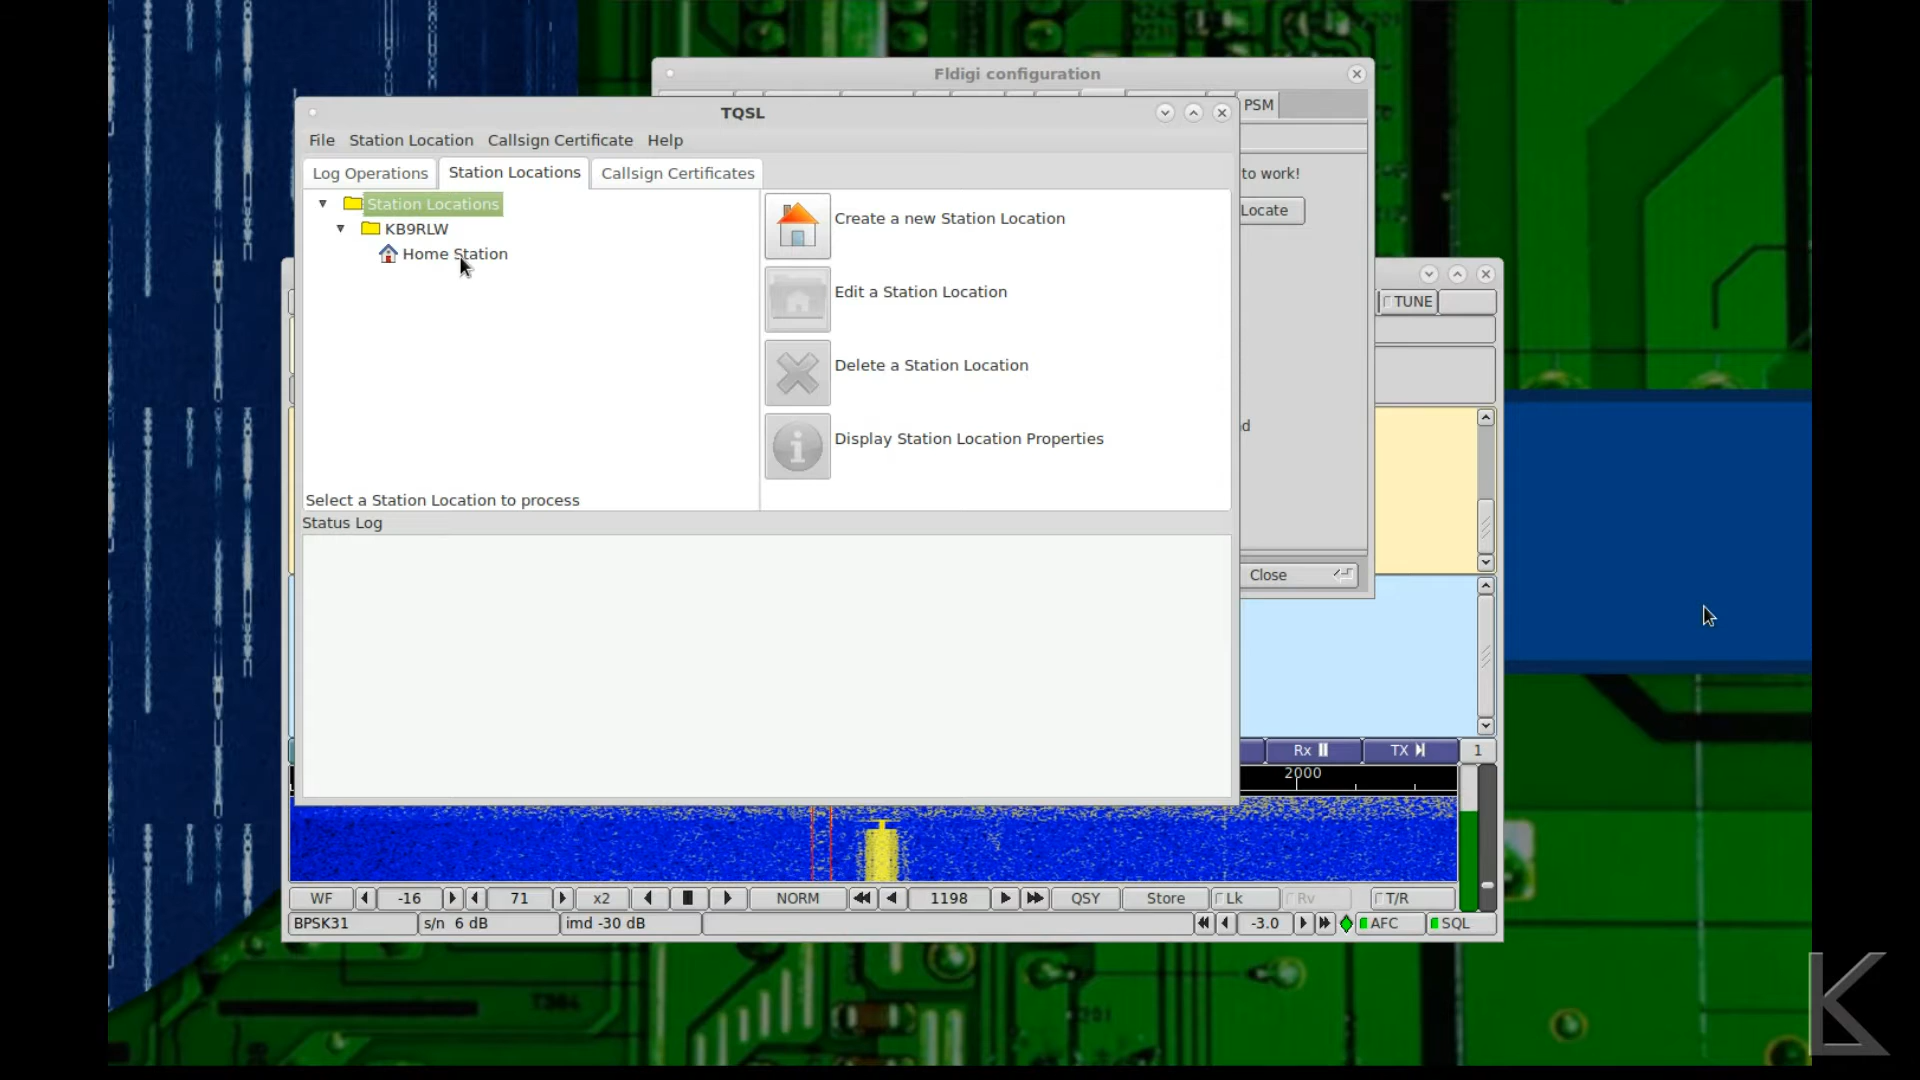 Fldigi configuration
PSM
TQSL
File Station Location Callsign Certificate Help
Log Operations Station Locations Callsign Certificates
to work!
Locate
Station Locations
KB9RLW
Home Station
Create a new Station Location
Edit a Station Location
Delete a Station Location
Display Station Location Properties
Select a Station Location to process
Status Log
TUNE
d
Close
Rx TX 1
2000
WF -16 71 x2 NORM 1198 QSY Store Lk Rv T/R
BPSK31 s/n 6 dB imd -30 dB -3.0 AFC SQL
K